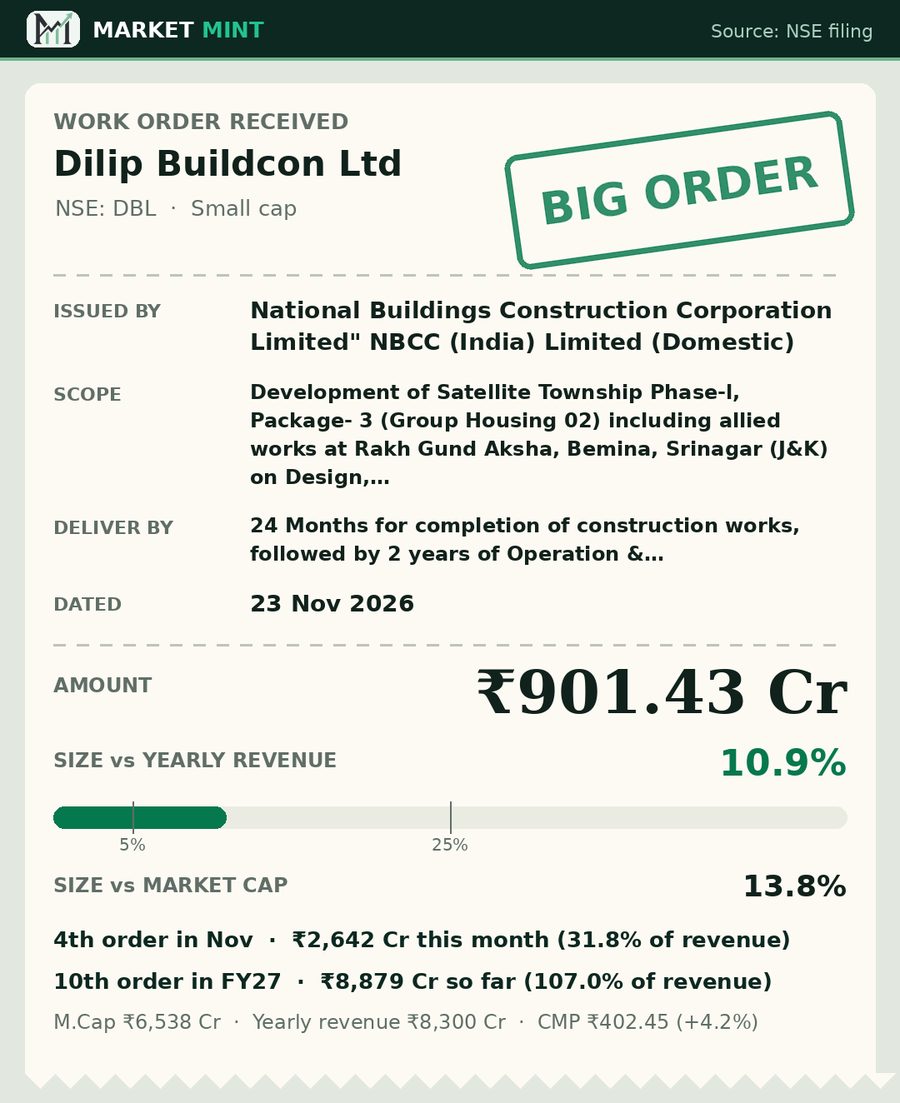 MARKET MINT
Source: NSE filing
WORK ORDER RECEIVED
Dilip Buildcon Ltd
NSE: DBL · Small cap
BIG ORDER
ISSUED BY
National Buildings Construction Corporation
Limited" NBCC (India) Limited (Domestic)
SCOPE
Development of Satellite Township Phase-I,
Package- 3 (Group Housing 02) including allied
works at Rakh Gund Aksha, Bemina, Srinagar (J&K)
on Design,...
DELIVER BY
24 Months for completion of construction works,
followed by 2 years of Operation &...
DATED
23 Nov 2026
AMOUNT
₹901.43 Cr
SIZE vs YEARLY REVENUE
10.9%
5%
25%
SIZE vs MARKET CAP
13.8%
4th order in Nov · ₹2,642 Cr this month (31.8% of revenue)
10th order in FY27 · ₹8,879 Cr so far (107.0% of revenue)
M.Cap ₹6,538 Cr · Yearly revenue ₹8,300 Cr · CMP ₹402.45 (+4.2%)